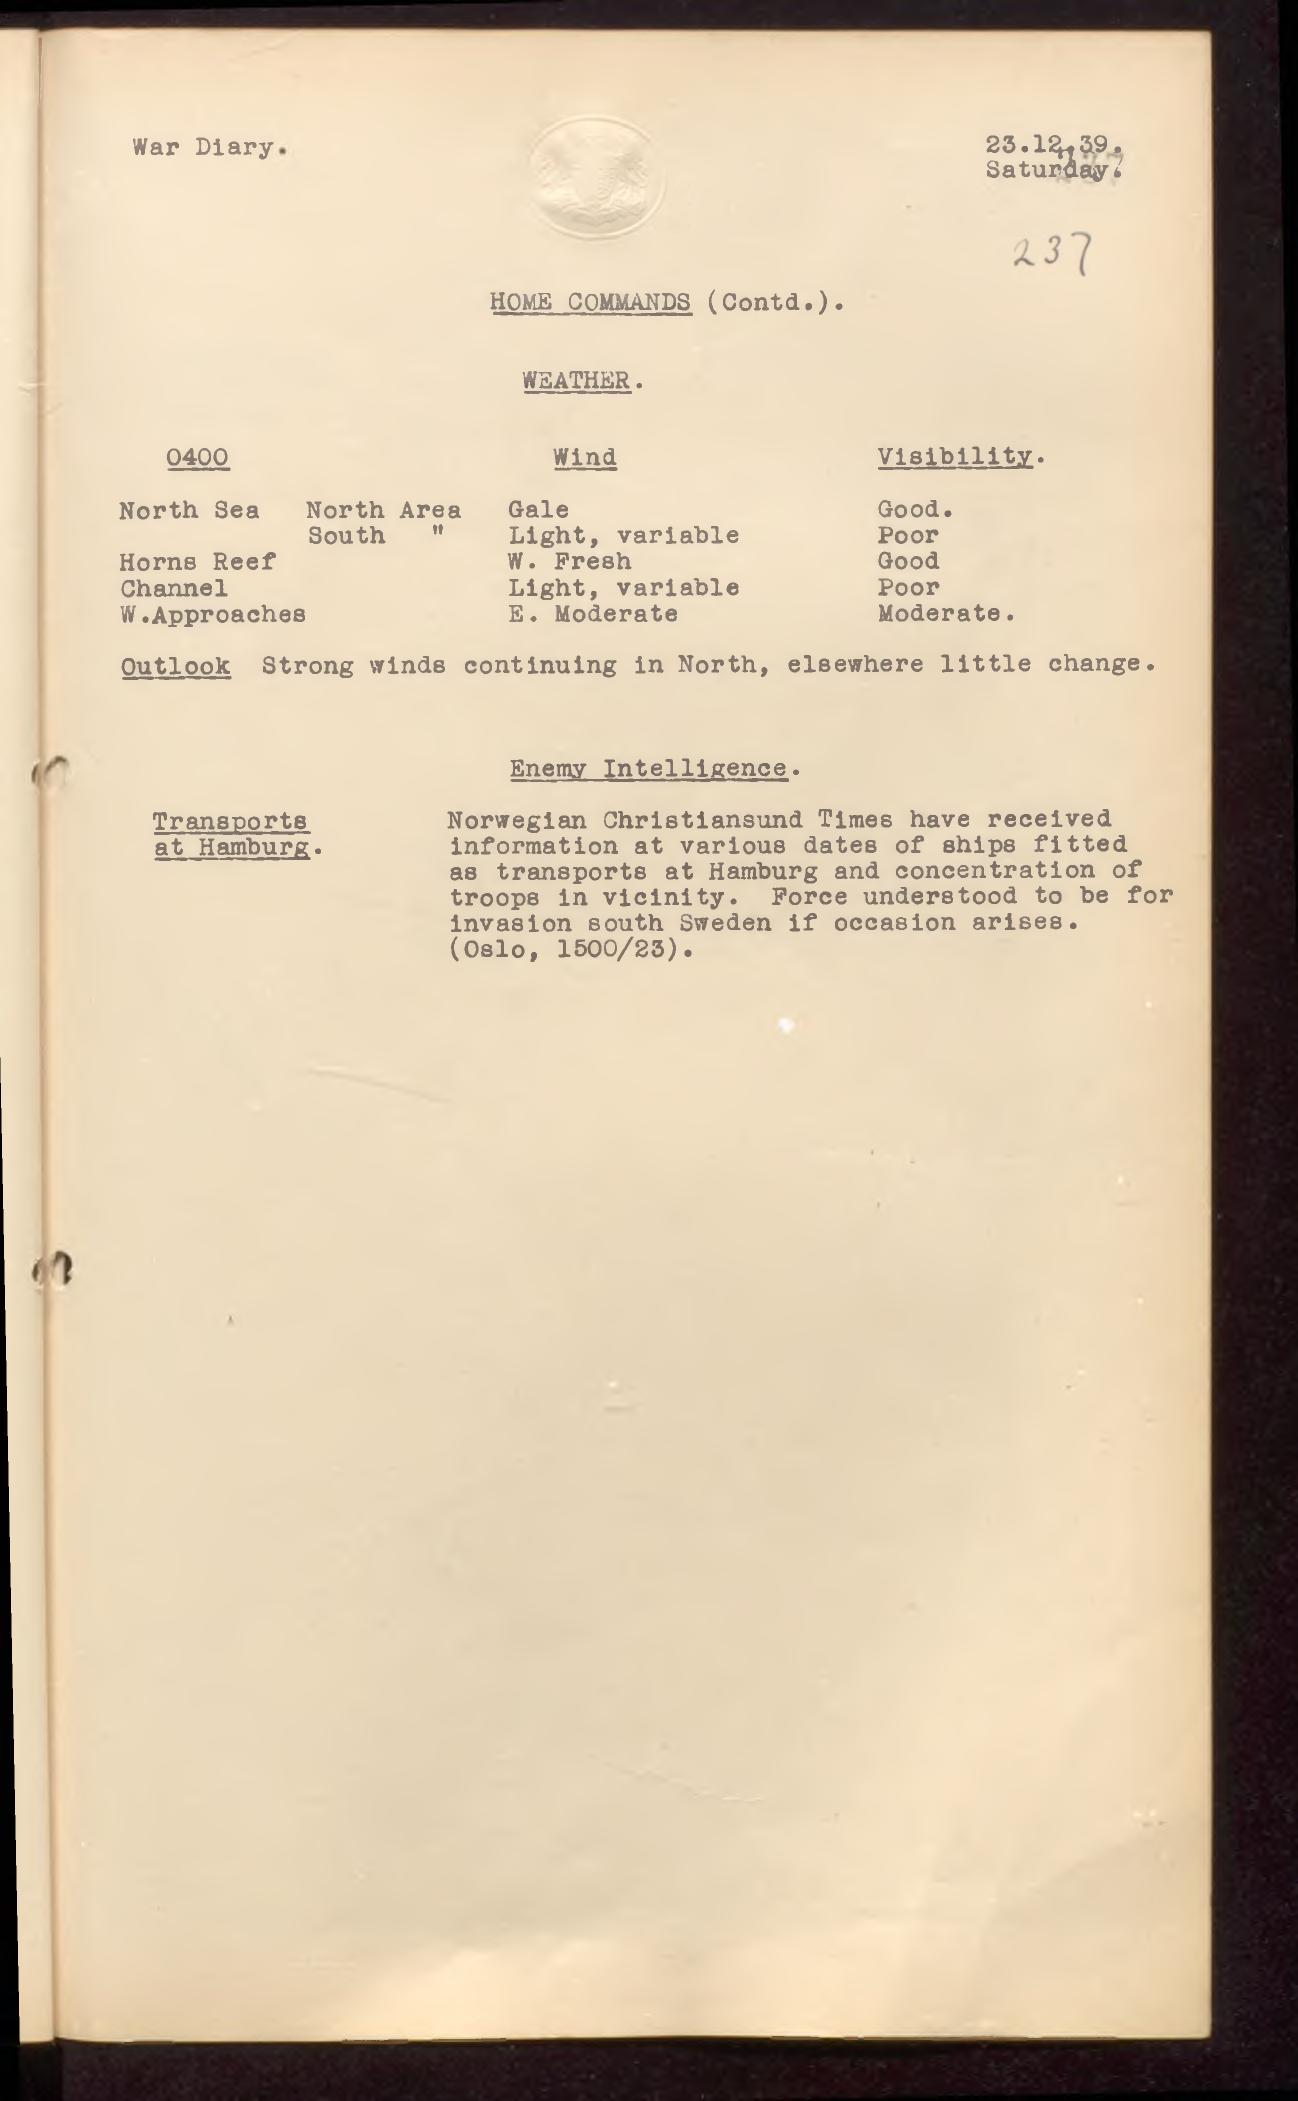 War Diary.
23.12.39.
Saturday.
237
HOME COMMANDS (Contd.).
WEATHER.
0400 Wind Visibility.
North Sea North Area Gale Good.
South " Light, variable Poor
Horns Reef W. Fresh Good
Channel Light, variable Poor
W.Approaches E. Moderate Moderate.
Outlook Strong winds continuing in North, elsewhere little change.
Enemy Intelligence.
Transports
at Hamburg.
Norwegian Christiansund Times have received
information at various dates of ships fitted
as transports at Hamburg and concentration of
troops in vicinity. Force understood to be for
invasion south Sweden if occasion arises.
(Oslo, 1500/23).